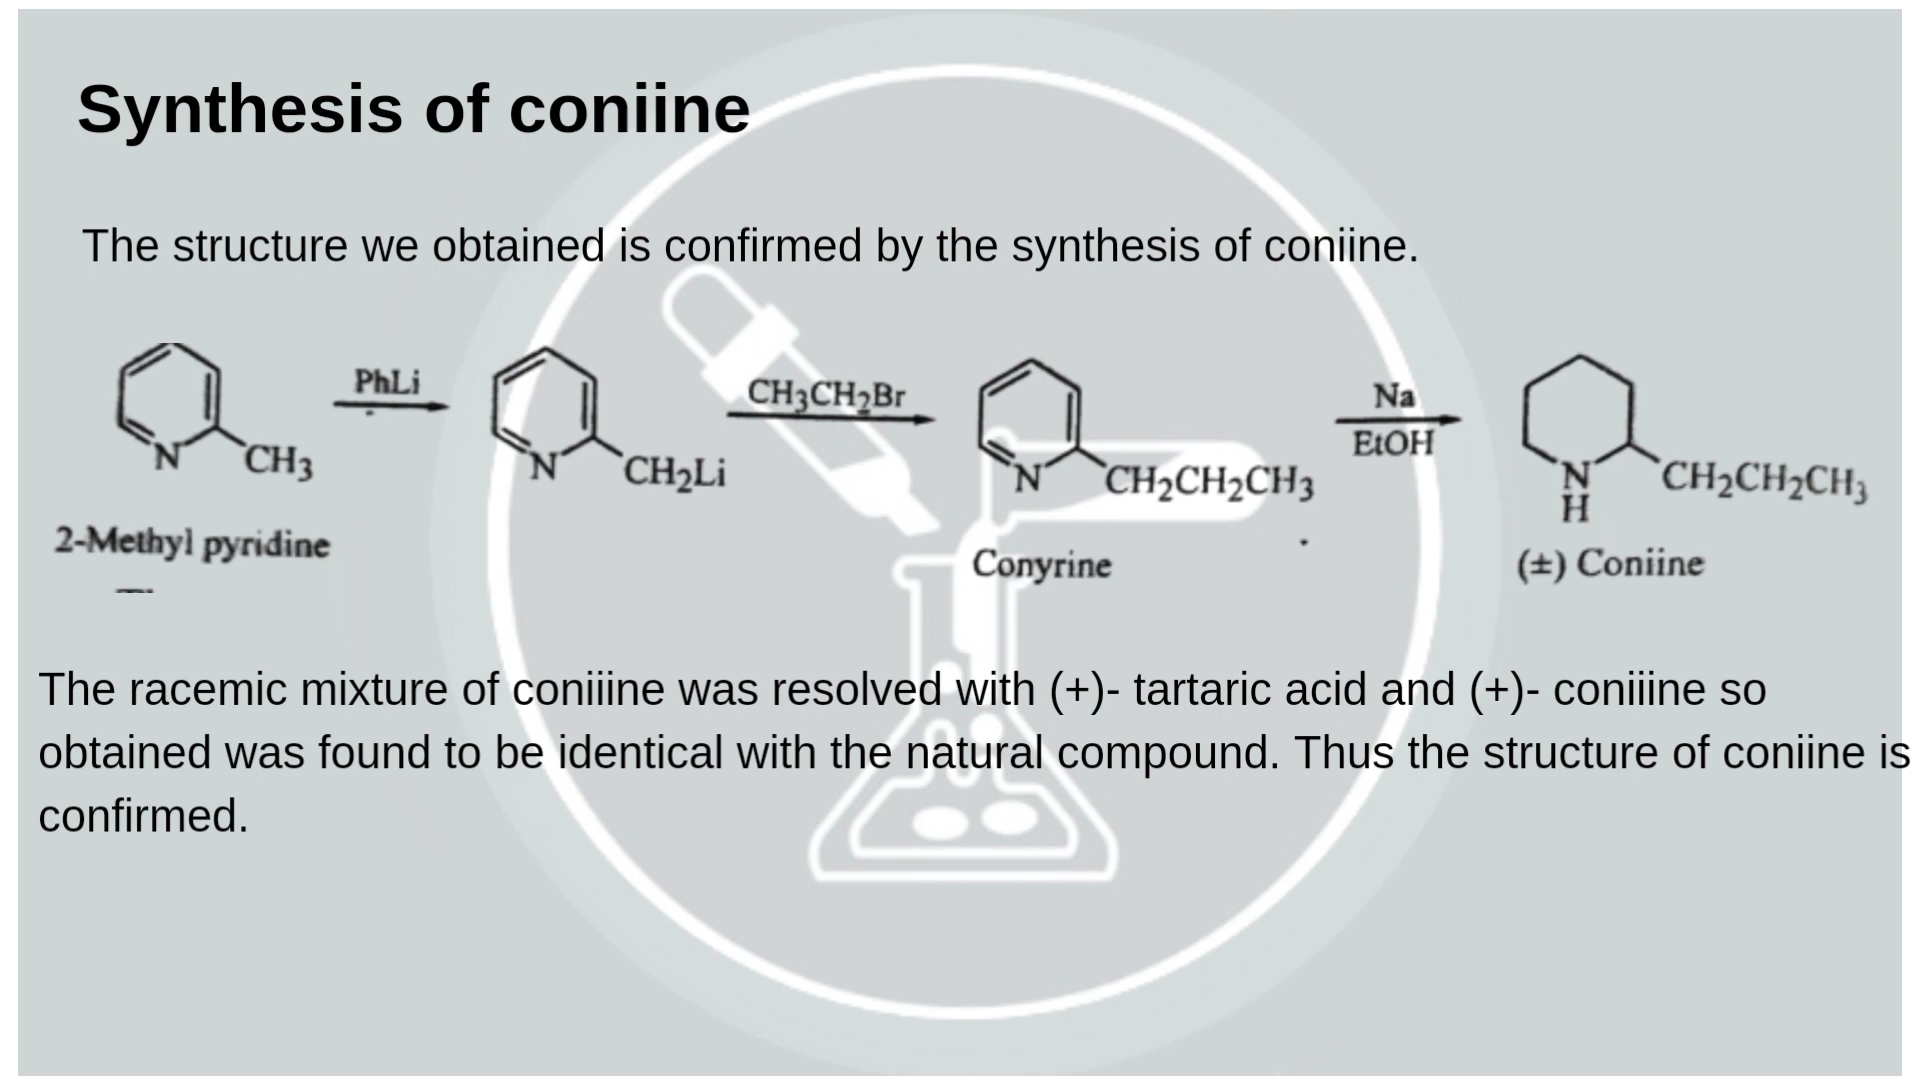 Synthesis of coniine
The structure we obtained is confirmed by the synthesis of coniine.
N CH3
PhLi
N CH2Li
CH3CH2Br
N CH2CH2CH3
Na
EtOH
N
H
CH2CH2CH3
2-Methyl pyridine
Conyrine
(±) Coniine
The racemic mixture of coniiine was resolved with (+)- tartaric acid and (+)- coniiine so
obtained was found to be identical with the natural compound. Thus the structure of coniine is
confirmed.